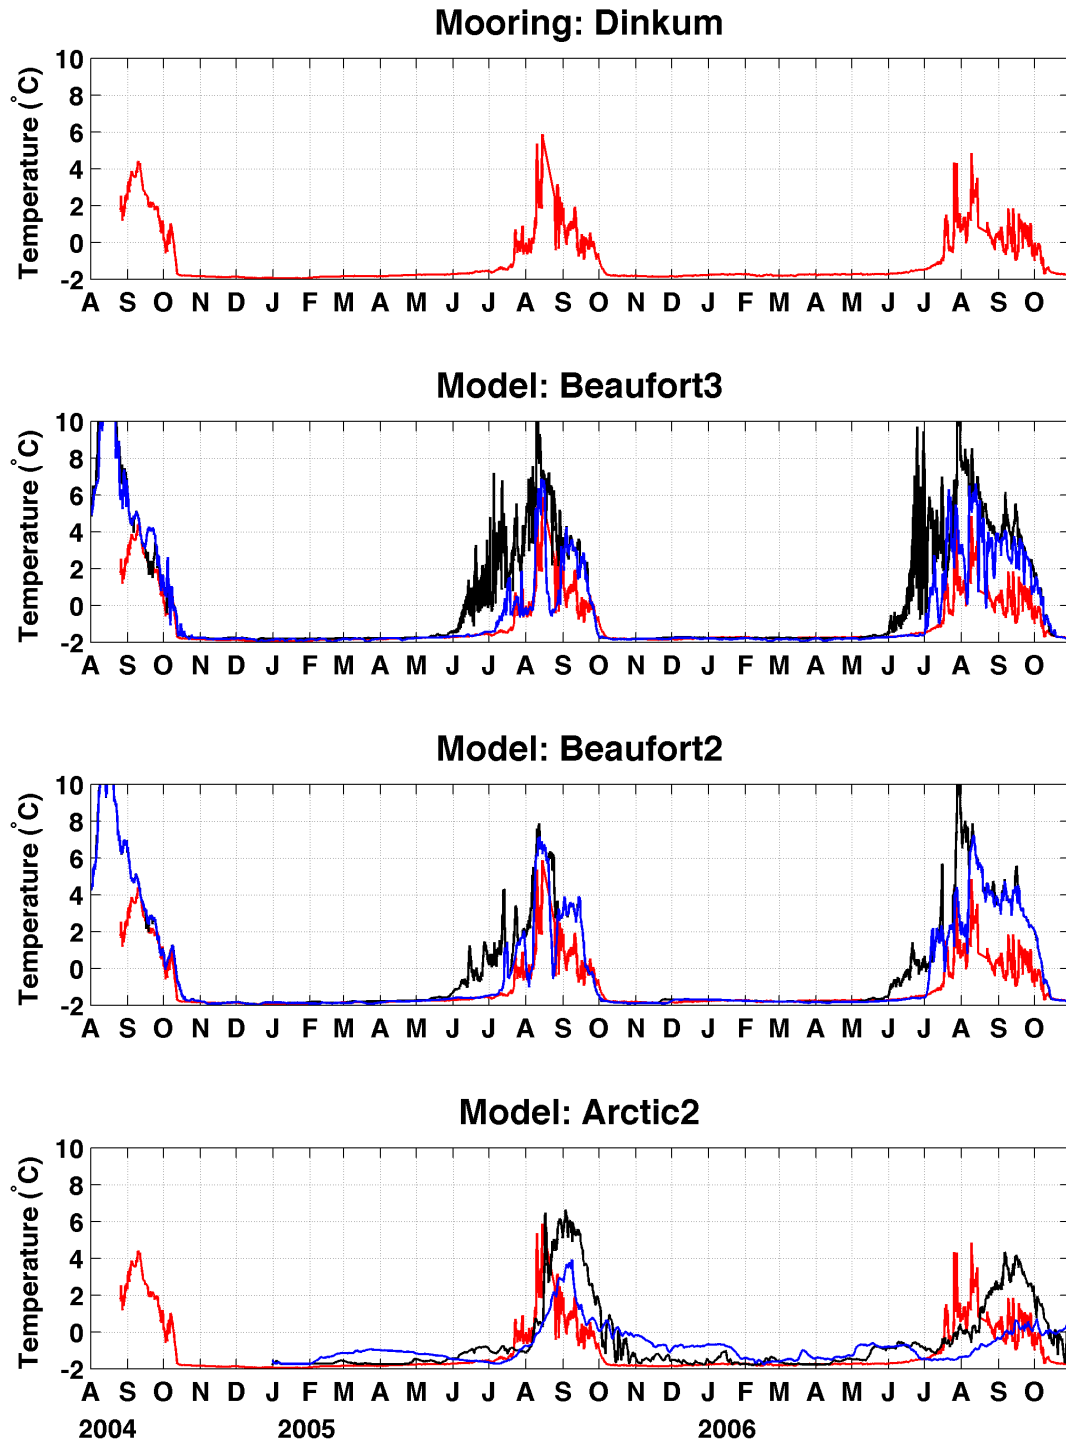 Mooring: Dinkum
Temperature (°C)
10
8
6
4
2
0
-2
A S O N D J F M A M J J A S O N D J F M A M J J A S O
Model: Beaufort3
Temperature (°C)
10
8
6
4
2
0
-2
A S O N D J F M A M J J A S O N D J F M A M J J A S O
Model: Beaufort2
Temperature (°C)
10
8
6
4
2
0
-2
A S O N D J F M A M J J A S O N D J F M A M J J A S O
Model: Arctic2
Temperature (°C)
10
8
6
4
2
0
-2
A S O N D J F M A M J J A S O N D J F M A M J J A S O
2004 2005 2006